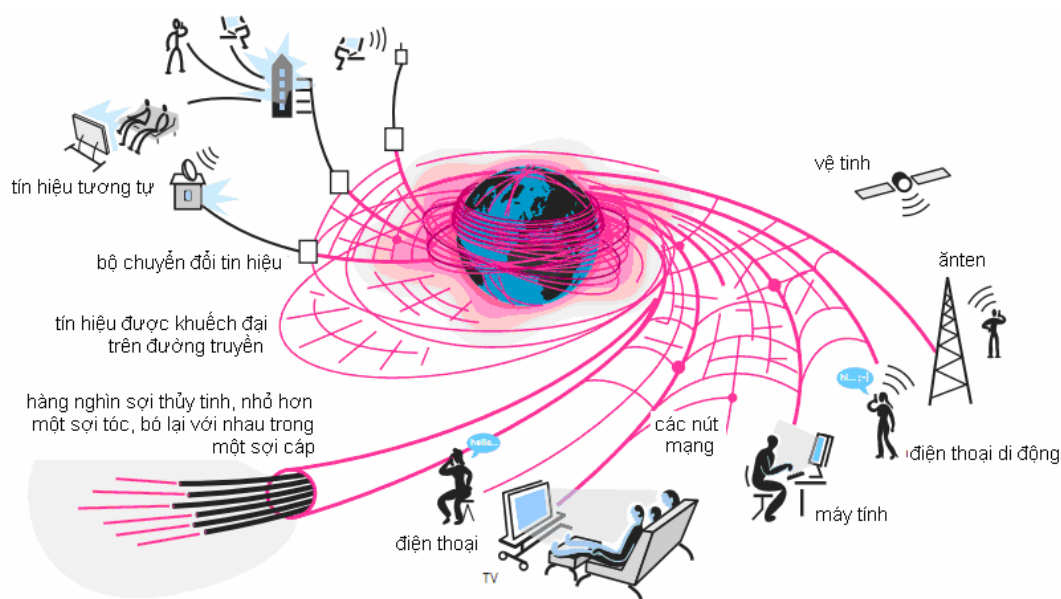 tín hiệu tương tự
vệ tinh
bộ chuyển đổi tin hiệu
ănten
tín hiệu được khuếch đại
trên đường truyền
hi... ;-)
hàng nghìn sợi thủy tinh, nhỏ hơn
một sợi tóc, bó lại với nhau trong
một sợi cáp
các nút
mạng
hello...
điện thoại di động
máy tính
điện thoại
TV